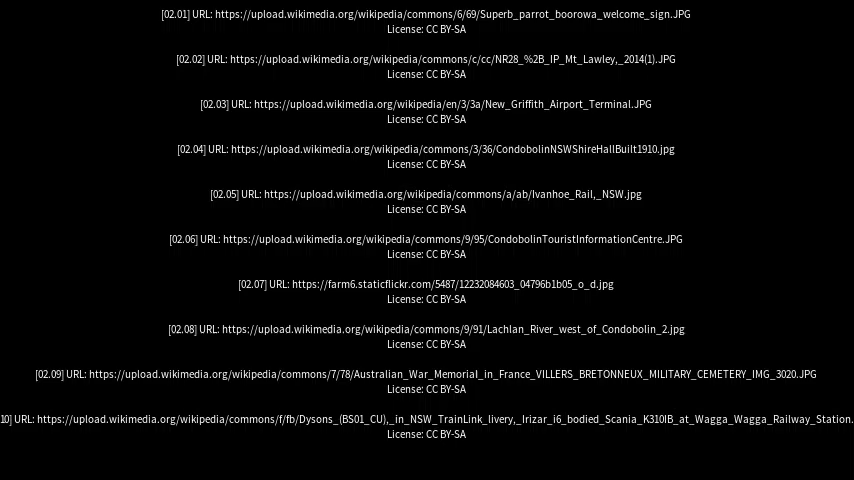 [02.01] URL: https://upload.wikimedia.org/wikipedia/commons/6/69/Superb_parrot_boorowa_welcome_sign.JPG
License: CC BY-SA
[02.02] URL: https://upload.wikimedia.org/wikipedia/commons/c/cc/NR28_%2B_IP_Mt_Lawley,_2014(1).JPG
License: CC BY-SA
[02.03] URL: https://upload.wikimedia.org/wikipedia/en/3/3a/New_Griffith_Airport_Terminal.JPG
License: CC BY-SA
[02.04] URL: https://upload.wikimedia.org/wikipedia/commons/3/36/CondobolinNSWShireHallBuilt1910.jpg
License: CC BY-SA
[02.05] URL: https://upload.wikimedia.org/wikipedia/commons/a/ab/Ivanhoe_Rail,_NSW.jpg
License: CC BY-SA
[02.06] URL: https://upload.wikimedia.org/wikipedia/commons/9/95/CondobolinTouristInformationCentre.JPG
License: CC BY-SA
[02.07] URL: https://farm6.staticflickr.com/5487/12232084603_04796b1b05_o_d.jpg
License: CC BY-SA
[02.08] URL: https://upload.wikimedia.org/wikipedia/commons/9/91/Lachlan_River_west_of_Condobolin_2.jpg
License: CC BY-SA
[02.09] URL: https://upload.wikimedia.org/wikipedia/commons/7/78/Australian_War_Memorial_in_France_VILLERS_BRETONNEUX_MILITARY_CEMETERY_IMG_3020.JPG
License: CC BY-SA
10] URL: https://upload.wikimedia.org/wikipedia/commons/f/fb/Dysons_(BS01_CU),_in_NSW_TrainLink_livery,_Irizar_i6_bodied_Scania_K310IB_at_Wagga_Wagga_Railway_Station.
License: CC BY-SA